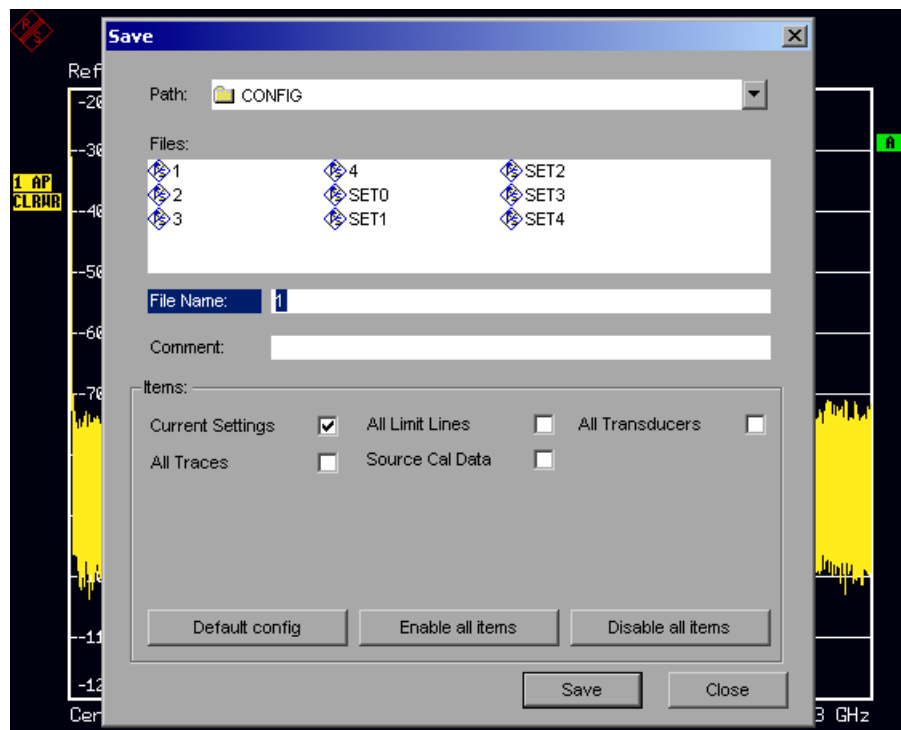 R S
Save
Ref
Path: CONFIG
-20
Files:
--30
A
1 4 SET2
1 AP
2 SET0 SET3
CLRWR
--40
3 SET1 SET4
--50
File Name: 1
--60
Comment:
Items:
--70
Current Settings All Limit Lines All Transducers
All Traces Source Cal Data
Default config Enable all items Disable all items
--11
-12
Save Close
Cen
3 GHz